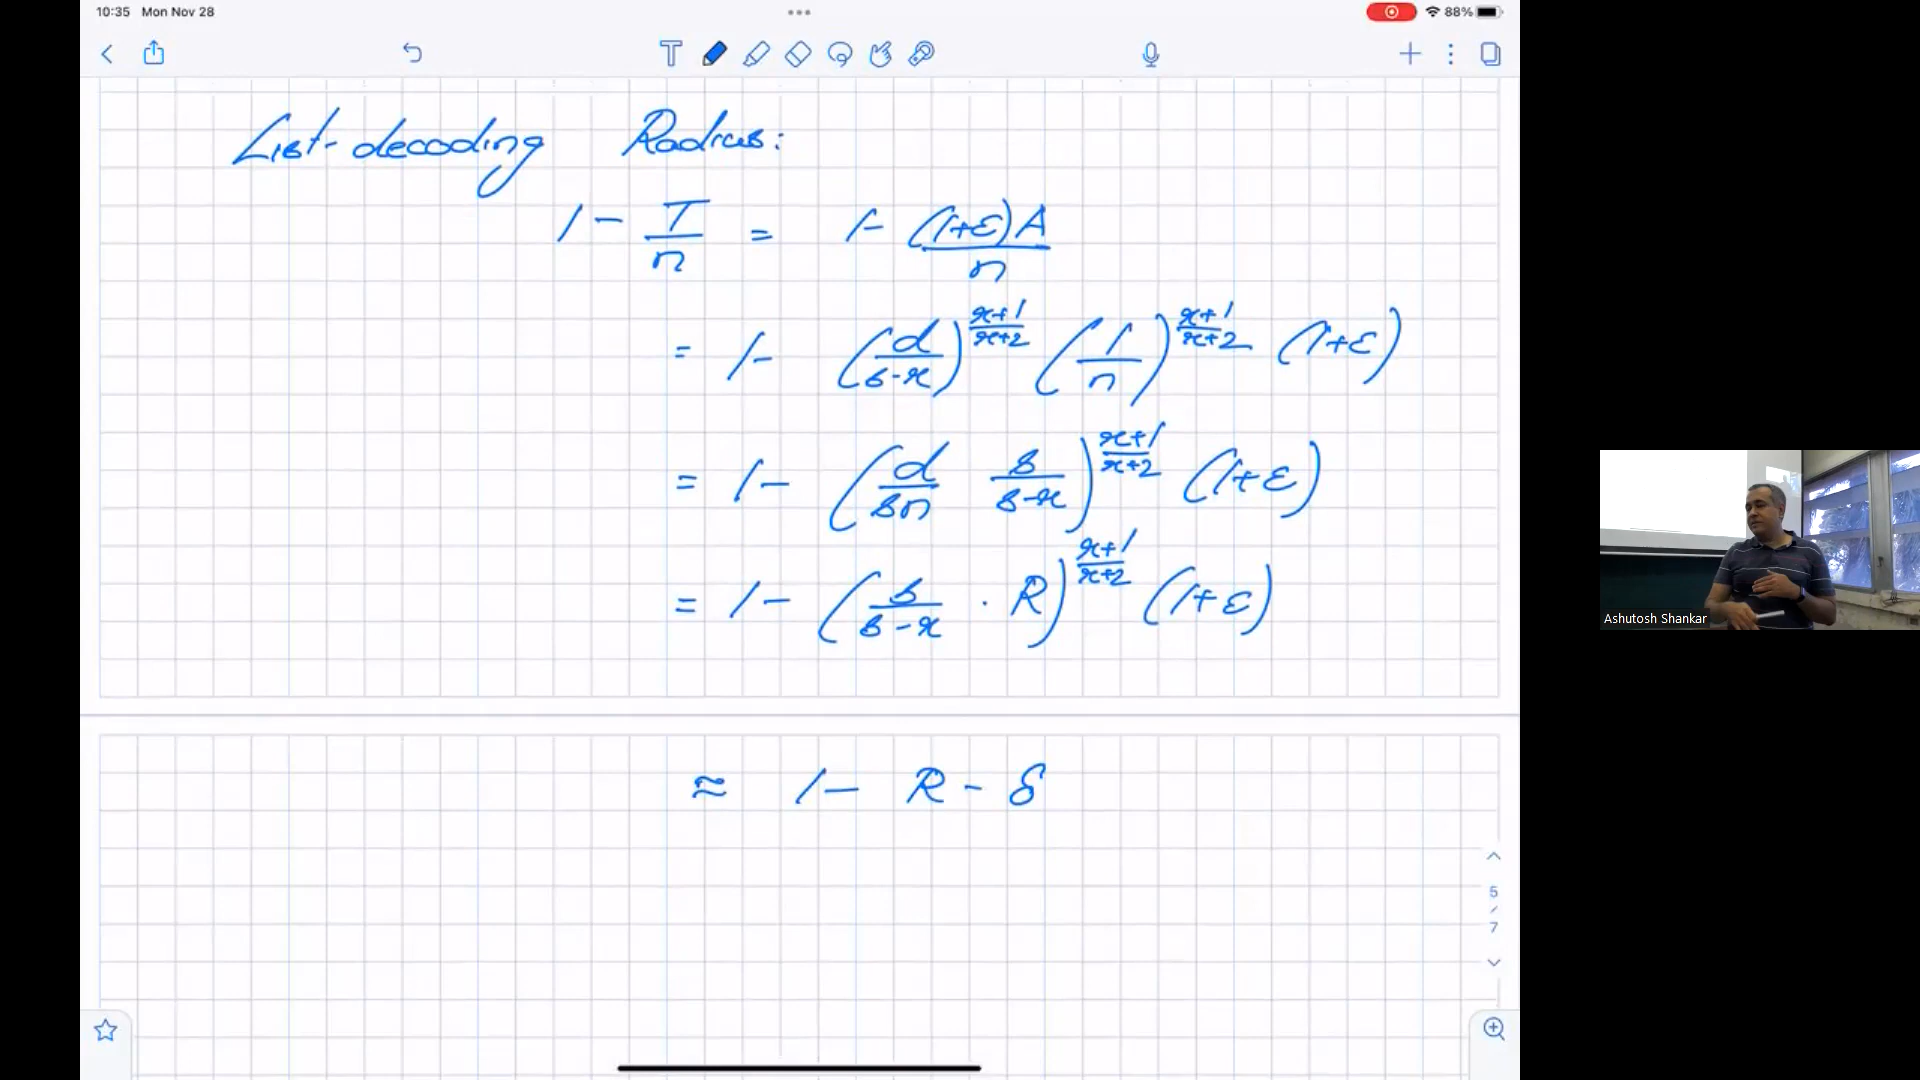 10:35 Mon Nov 28
88%
List-decoding Radius:
1 - T/n = 1 - (1+ε)A/n
= 1 - (d/(s-r))^((r+1)/(r+2)) (1/n)^((r+1)/(r+2)) (1+ε)
= 1 - (d/(sn) s/(s-r))^((r+1)/(r+2)) (1+ε)
= 1 - (s/(s-r) · R)^((r+1)/(r+2)) (1+ε)
≈ 1 - R - δ
5
/
7
Ashutosh Shankar